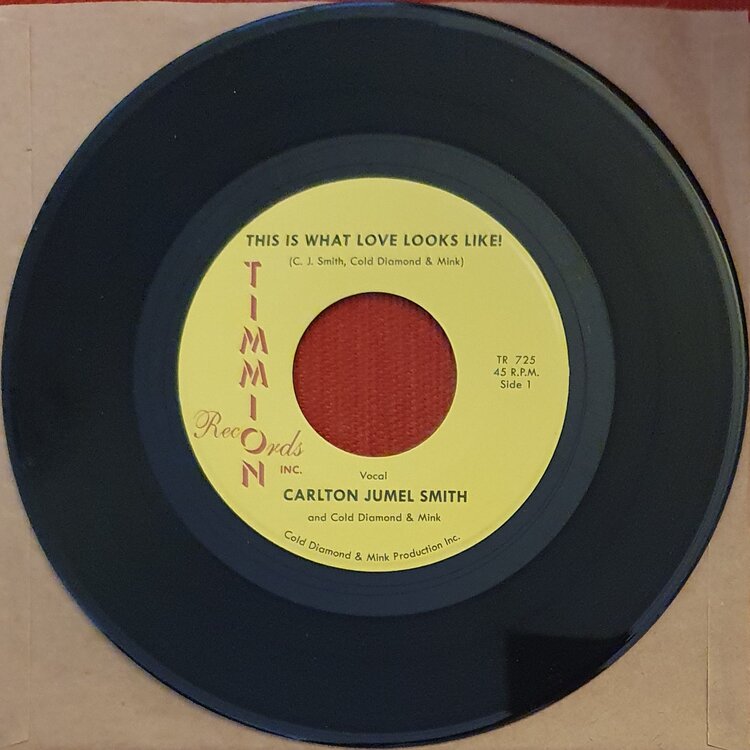 THIS IS WHAT LOVE LOOKS LIKE!
(C. J. Smith, Cold Diamond & Mink)
TIMMION
Records
INC.
TR 725
45 R.P.M.
Side 1
Vocal
CARLTON JUMEL SMITH
and Cold Diamond & Mink
Cold Diamond & Mink Production Inc.